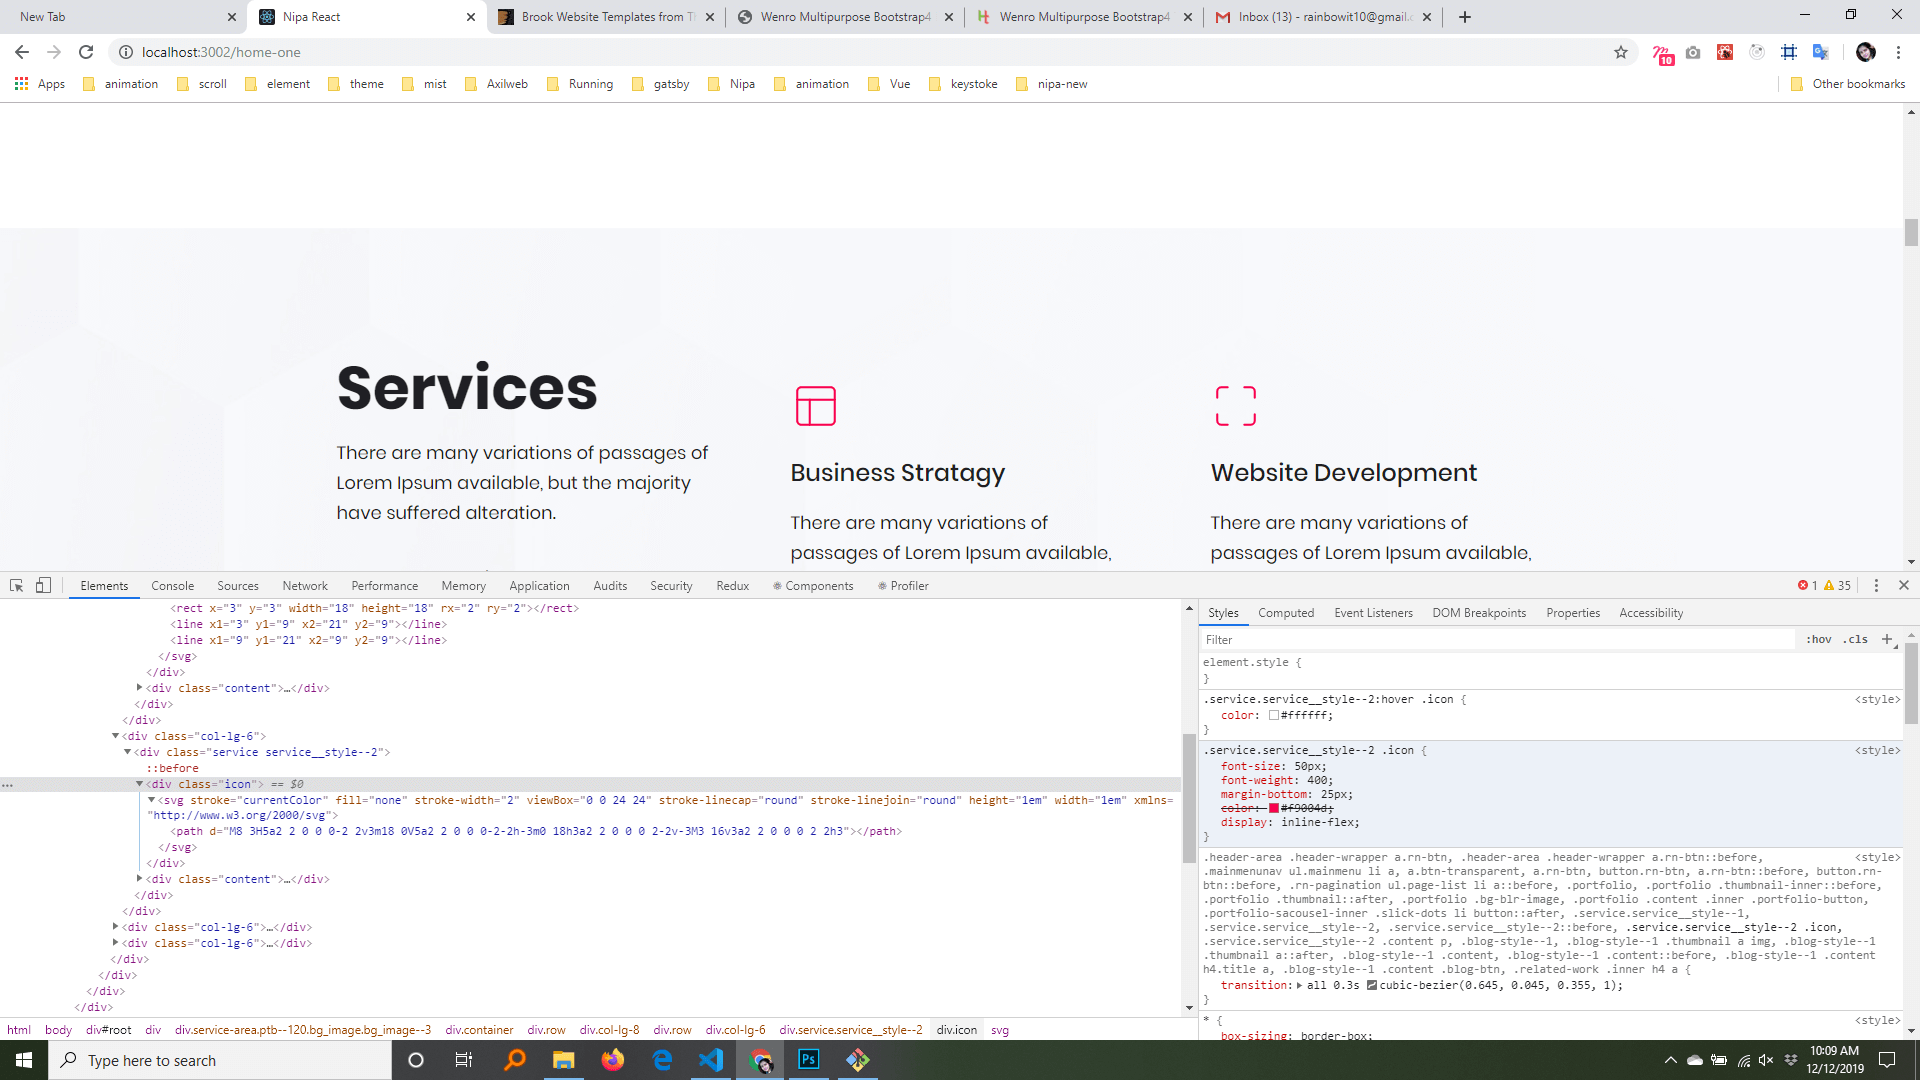 New Tab
Nipa React
Brook Website Templates from Th
Wenro Multipurpose Bootstrap4
Wenro Multipurpose Bootstrap4
Inbox (13) - rainbowit10@gmail.c
localhost:3002/home-one
10
Apps animation scroll element theme mist Axilweb Running gatsby Nipa animation Vue keystoke nipa-new Other bookmarks
Services
There are many variations of passages of
Lorem Ipsum available, but the majority
have suffered alteration.
Business Stratagy
There are many variations of
passages of Lorem Ipsum available,
Website Development
There are many variations of
passages of Lorem Ipsum available,
Elements Console Sources Network Performance Memory Application Audits Security Redux Components Profiler 1 35
<rect x="3" y="3" width="18" height="18" rx="2" ry="2"></rect>
<line x1="3" y1="9" x2="21" y2="9"></line>
<line x1="9" y1="21" x2="9" y2="9"></line>
</svg>
</div>
<div class="content">…</div>
</div>
</div>
<div class="col-lg-6">
<div class="service service__style--2">
::before
<div class="icon"> == $0
<svg stroke="currentColor" fill="none" stroke-width="2" viewBox="0 0 24 24" stroke-linecap="round" stroke-linejoin="round" height="1em" width="1em" xmlns=
"http://www.w3.org/2000/svg">
<path d="M8 3H5a2 2 0 0 0-2 2v3m18 0V5a2 2 0 0 0-2-2h-3m0 18h3a2 2 0 0 0 2-2v-3M3 16v3a2 2 0 0 0 2 2h3"></path>
</svg>
</div>
<div class="content">…</div>
</div>
</div>
<div class="col-lg-6">…</div>
<div class="col-lg-6">…</div>
</div>
</div>
</div>
</div>
html body div#root div div.service-area.ptb--120.bg_image.bg_image--3 div.container div.row div.col-lg-8 div.row div.col-lg-6 div.service.service__style--2 div.icon svg
Styles Computed Event Listeners DOM Breakpoints Properties Accessibility
Filter :hov .cls +
element.style {
}
.service.service__style--2:hover .icon { <style>
color: #ffffff;
}
.service.service__style--2 .icon { <style>
font-size: 50px;
font-weight: 400;
margin-bottom: 25px;
color: #f9004d;
display: inline-flex;
}
.header-area .header-wrapper a.rn-btn, .header-area .header-wrapper a.rn-btn::before, <style>
.mainmenunav ul.mainmenu li a, a.btn-transparent, a.rn-btn, button.rn-btn, a.rn-btn::before, button.rn-
btn::before, .rn-pagination ul.page-list li a::before, .portfolio, .portfolio .thumbnail-inner::before,
.portfolio .thumbnail::after, .portfolio .bg-blr-image, .portfolio .content .inner .portfolio-button,
.portfolio-sacousel-inner .slick-dots li button::after, .service.service__style--1,
.service.service__style--2, .service.service__style--2::before, .service.service__style--2 .icon,
.service.service__style--2 .content p, .blog-style--1, .blog-style--1 .thumbnail a img, .blog-style--1
.thumbnail a::after, .blog-style--1 .content, .blog-style--1 .content::before, .blog-style--1 .content
h4.title a, .blog-style--1 .content .blog-btn, .related-work .inner h4 a {
transition: all 0.3s cubic-bezier(0.645, 0.045, 0.355, 1);
}
* { <style>
box-sizing: border-box;
Type here to search
Ps
10:09 AM
12/12/2019